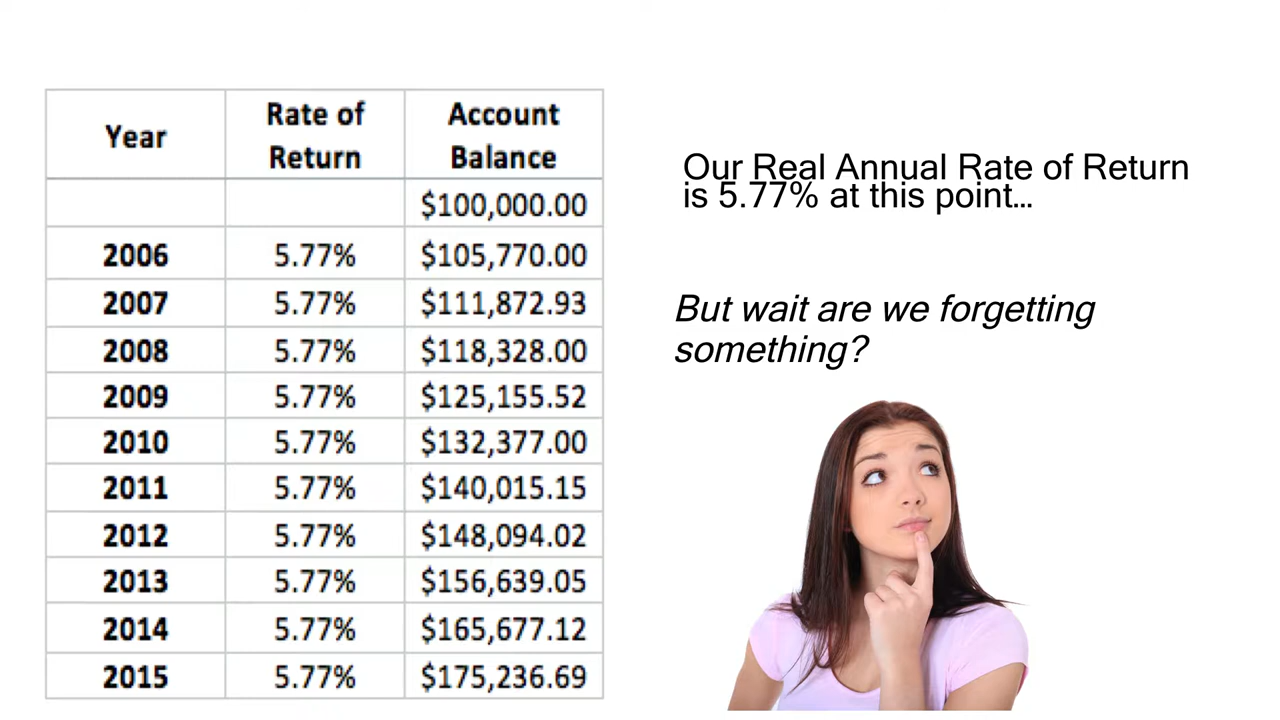 Year Rate of Return Account Balance
$100,000.00
2006 5.77% $105,770.00
2007 5.77% $111,872.93
2008 5.77% $118,328.00
2009 5.77% $125,155.52
2010 5.77% $132,377.00
2011 5.77% $140,015.15
2012 5.77% $148,094.02
2013 5.77% $156,639.05
2014 5.77% $165,677.12
2015 5.77% $175,236.69
Our Real Annual Rate of Return
is 5.77% at this point…
But wait are we forgetting
something?